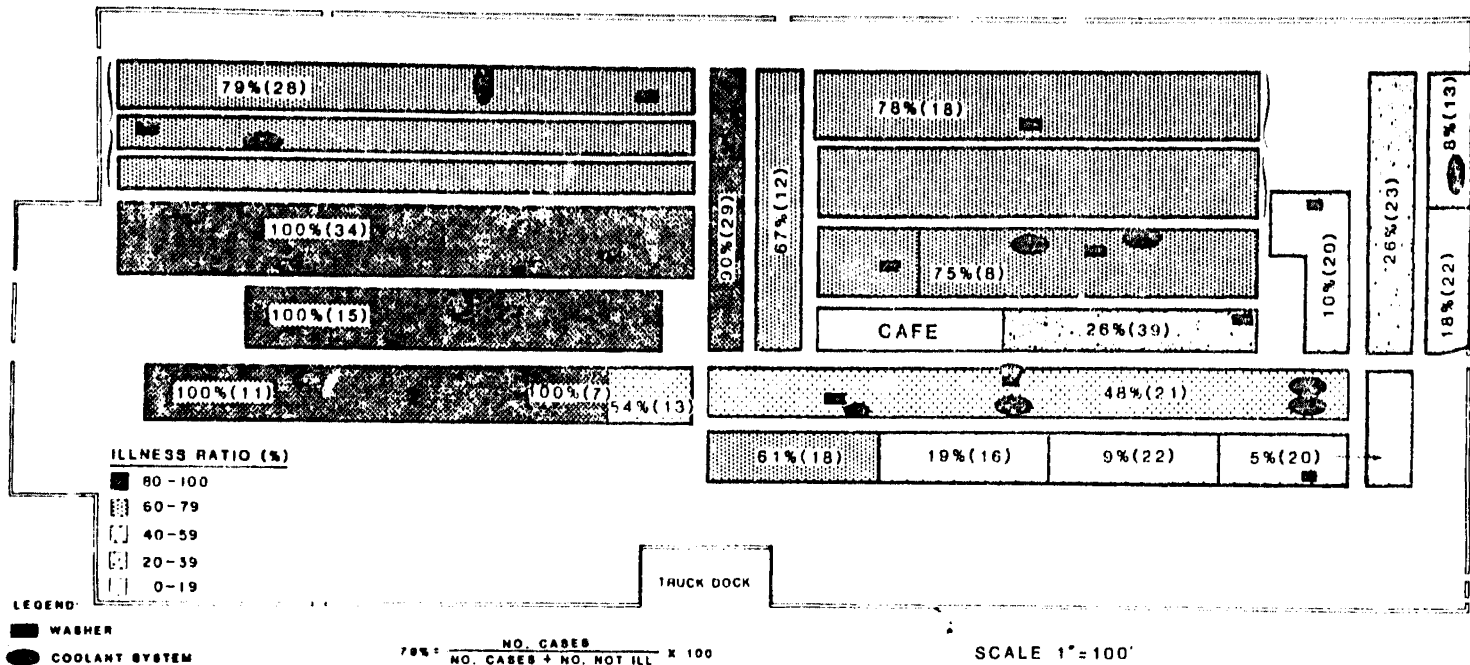 79%(28)
78%(18)
8%(13)
67%(12)
90%(29)
26%(23)
100%(34)
10%(20)
18%(22)
75%(8)
100%(15)
CAFE
26%(39)
100%(11)
100%(7)
54%(13)
48%(21)
61%(18)
19%(16)
9%(22)
5%(20)
ILLNESS RATIO (%)
80-100
60-79
40-59
20-39
0-19
TRUCK DOCK
LEGEND:
WASHER
COOLANT SYSTEM
79% = NO. CASES
NO. CASES + NO. NOT ILL X 100
SCALE 1"=100'